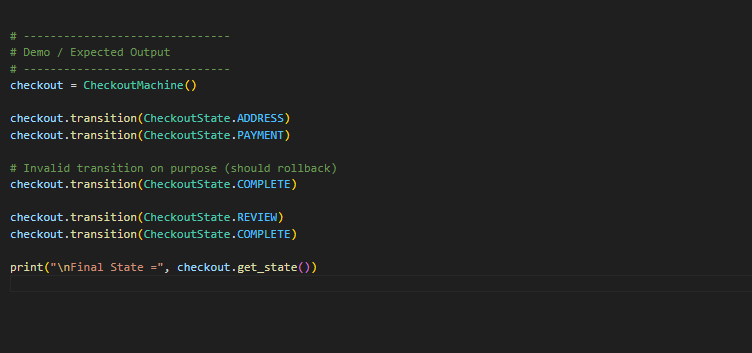 # -------------------------------
# Demo / Expected Output
# -------------------------------
checkout = CheckoutMachine()
checkout.transition(CheckoutState.ADDRESS)
checkout.transition(CheckoutState.PAYMENT)
# Invalid transition on purpose (should rollback)
checkout.transition(CheckoutState.COMPLETE)
checkout.transition(CheckoutState.REVIEW)
checkout.transition(CheckoutState.COMPLETE)
print("\nFinal State =", checkout.get_state())